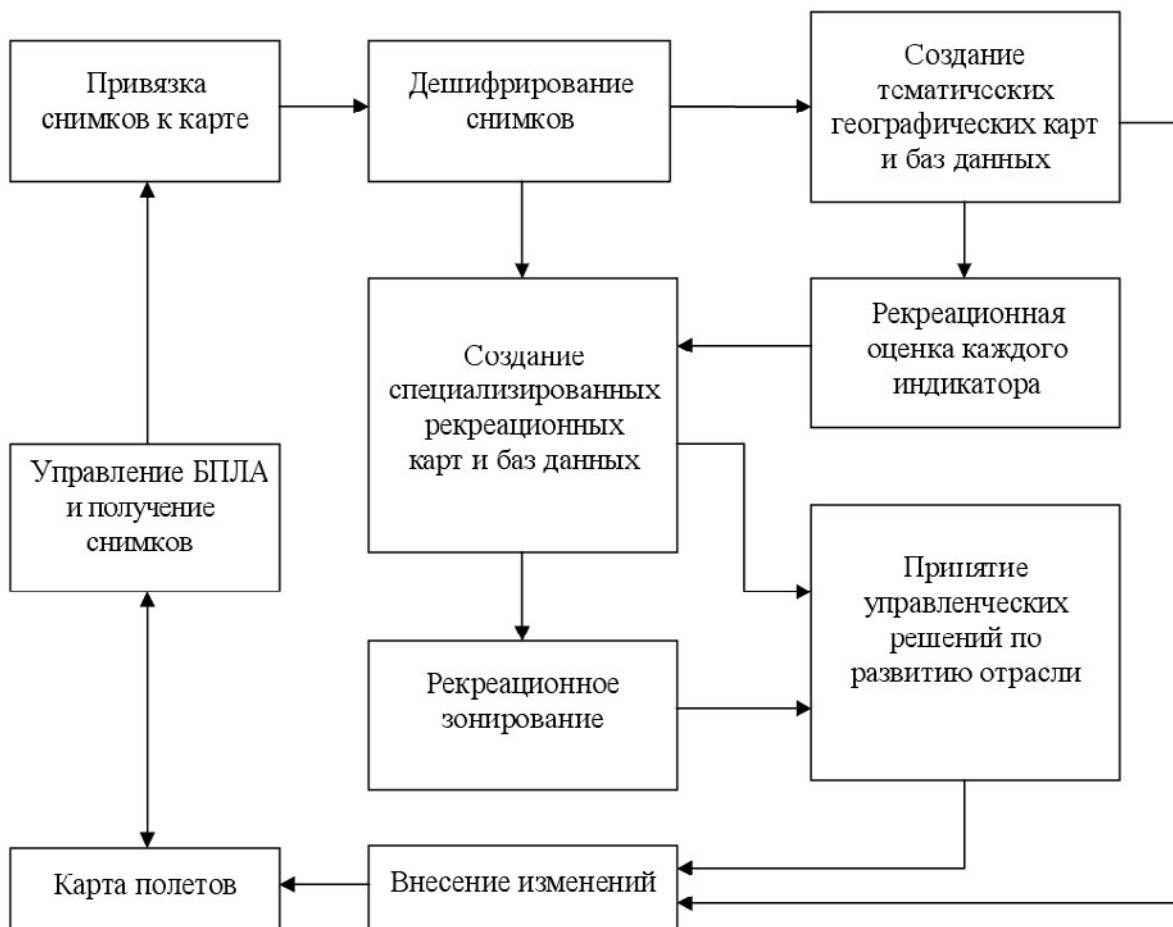 Привязка
снимков к карте
Дешифрирование
снимков
Создание
тематических
географических карт
и баз данных
Рекреационная
оценка каждого
индикатора
Создание
специализированных
рекреационных
карт и баз данных
Управление БПЛА
и получение
снимков
Принятие
управленческих
решений по
развитию отрасли
Рекреационное
зонирование
Карта полетов
Внесение изменений